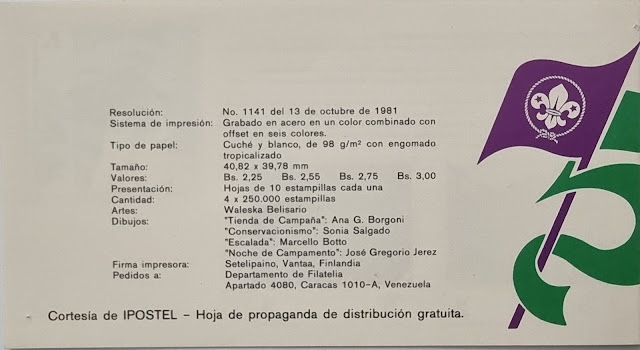 Resolución: No. 1141 del 13 de octubre de 1981
Sistema de impresión: Grabado en acero en un color combinado con
offset en seis colores.
Tipo de papel: Cuché y blanco, de 98 g/m² con engomado
tropicalizado
Tamaño: 40,82 x 39,78 mm
Valores: Bs. 2,25 Bs. 2,55 Bs. 2,75 Bs. 3,00
Presentación: Hojas de 10 estampillas cada una
Cantidad: 4 x 250.000 estampillas
Artes: Waleska Belisario
Dibujos: "Tienda de Campaña": Ana G. Borgoni
"Conservacionismo": Sonia Salgado
"Escalada": Marcello Botto
"Noche de Campamento": José Gregorio Jerez
Firma impresora: Setelipaino, Vantaa, Finlandia
Pedidos a: Departamento de Filatelia
Apartado 4080, Caracas 1010-A, Venezuela
Cortesía de IPOSTEL - Hoja de propaganda de distribución gratuita.